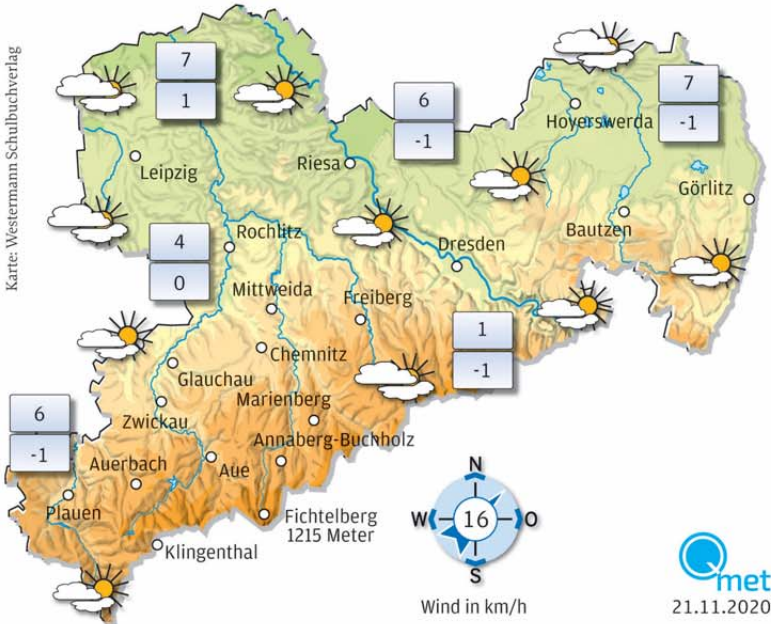 Karte: Westermann Schulbuchverlag
7
1
6
-1
7
-1
Hoyerswerda
Leipzig
Riesa
Görlitz
Bautzen
Rochlitz
Dresden
4
0
Mittweida
Freiberg
1
-1
Chemnitz
Glauchau
Marienberg
Zwickau
6
-1
Annaberg-Buchholz
Auerbach
Aue
Plauen
Fichtelberg
1215 Meter
Klingenthal
N
W
16
O
S
Wind in km/h
Qmet
21.11.2020